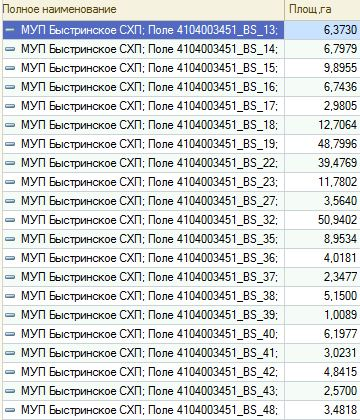 Полное наименование Площ,га
МУП Быстринское СХП; Поле 4104003451_BS_13; 6,3730
МУП Быстринское СХП; Поле 4104003451_BS_14; 6,7979
МУП Быстринское СХП; Поле 4104003451_BS_15; 9,8955
МУП Быстринское СХП; Поле 4104003451_BS_16; 6,7436
МУП Быстринское СХП; Поле 4104003451_BS_17; 2,9805
МУП Быстринское СХП; Поле 4104003451_BS_18; 12,7064
МУП Быстринское СХП; Поле 4104003451_BS_19; 48,7996
МУП Быстринское СХП; Поле 4104003451_BS_22; 39,4769
МУП Быстринское СХП; Поле 4104003451_BS_23; 11,7802
МУП Быстринское СХП; Поле 4104003451_BS_27; 3,5640
МУП Быстринское СХП; Поле 4104003451_BS_32; 50,9402
МУП Быстринское СХП; Поле 4104003451_BS_35; 8,9534
МУП Быстринское СХП; Поле 4104003451_BS_36; 4,0181
МУП Быстринское СХП; Поле 4104003451_BS_37; 2,3477
МУП Быстринское СХП; Поле 4104003451_BS_38; 5,1500
МУП Быстринское СХП; Поле 4104003451_BS_39; 1,0089
МУП Быстринское СХП; Поле 4104003451_BS_40; 6,1977
МУП Быстринское СХП; Поле 4104003451_BS_41; 3,0231
МУП Быстринское СХП; Поле 4104003451_BS_42; 4,8415
МУП Быстринское СХП; Поле 4104003451_BS_43; 2,5700
МУП Быстринское СХП; Поле 4104003451_BS_48; 3,4813